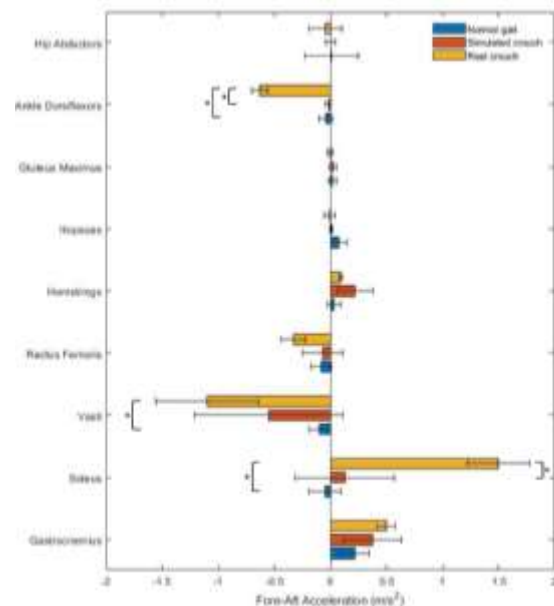 Normal gait
Simulated crouch
Real crouch
Hip Abductors
Ankle Dorsiflexors
Gluteus Maximus
Iliopsoas
Hamstrings
Rectus Femoris
Vasti
Soleus
Gastrocnemius
* *
*
* *
-2 -1.5 -1 -0.5 0 0.5 1 1.5 2
Fore-Aft Acceleration (m/s²)